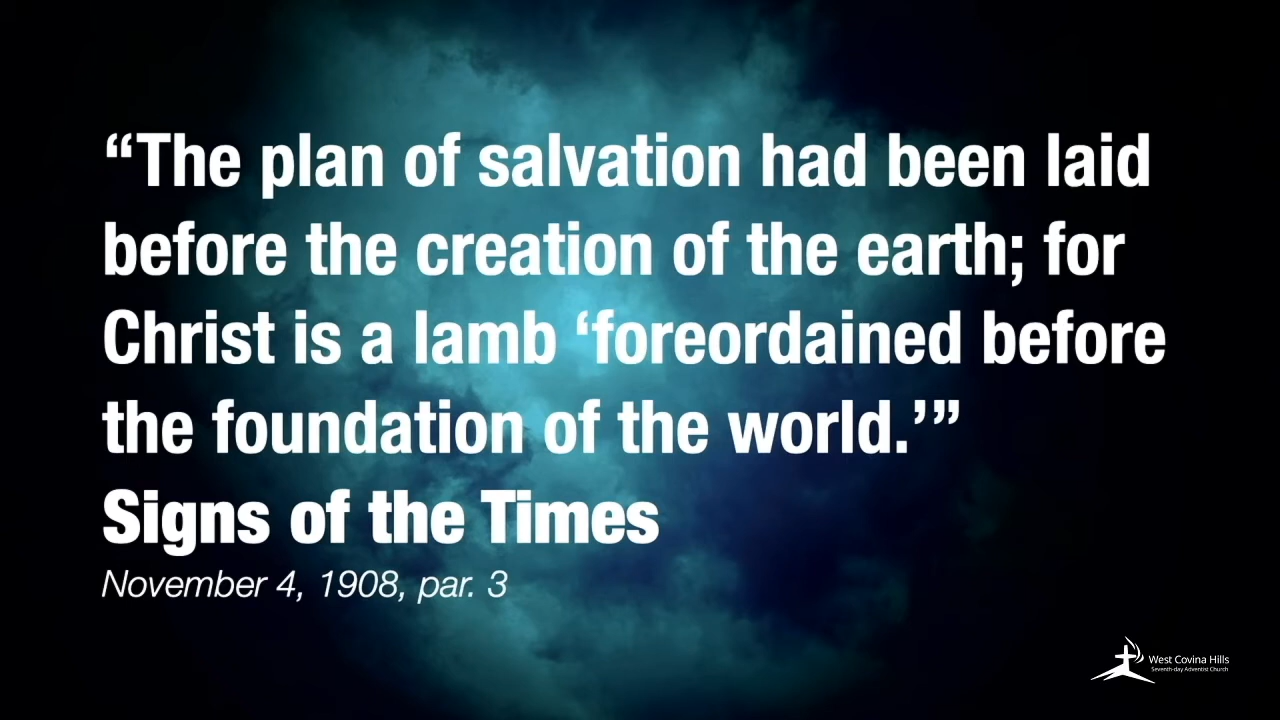 “The plan of salvation had been laid
before the creation of the earth; for
Christ is a lamb ‘foreordained before
the foundation of the world.’”
Signs of the Times
November 4, 1908, par. 3
West Covina Hills
Seventh-day Adventist Church